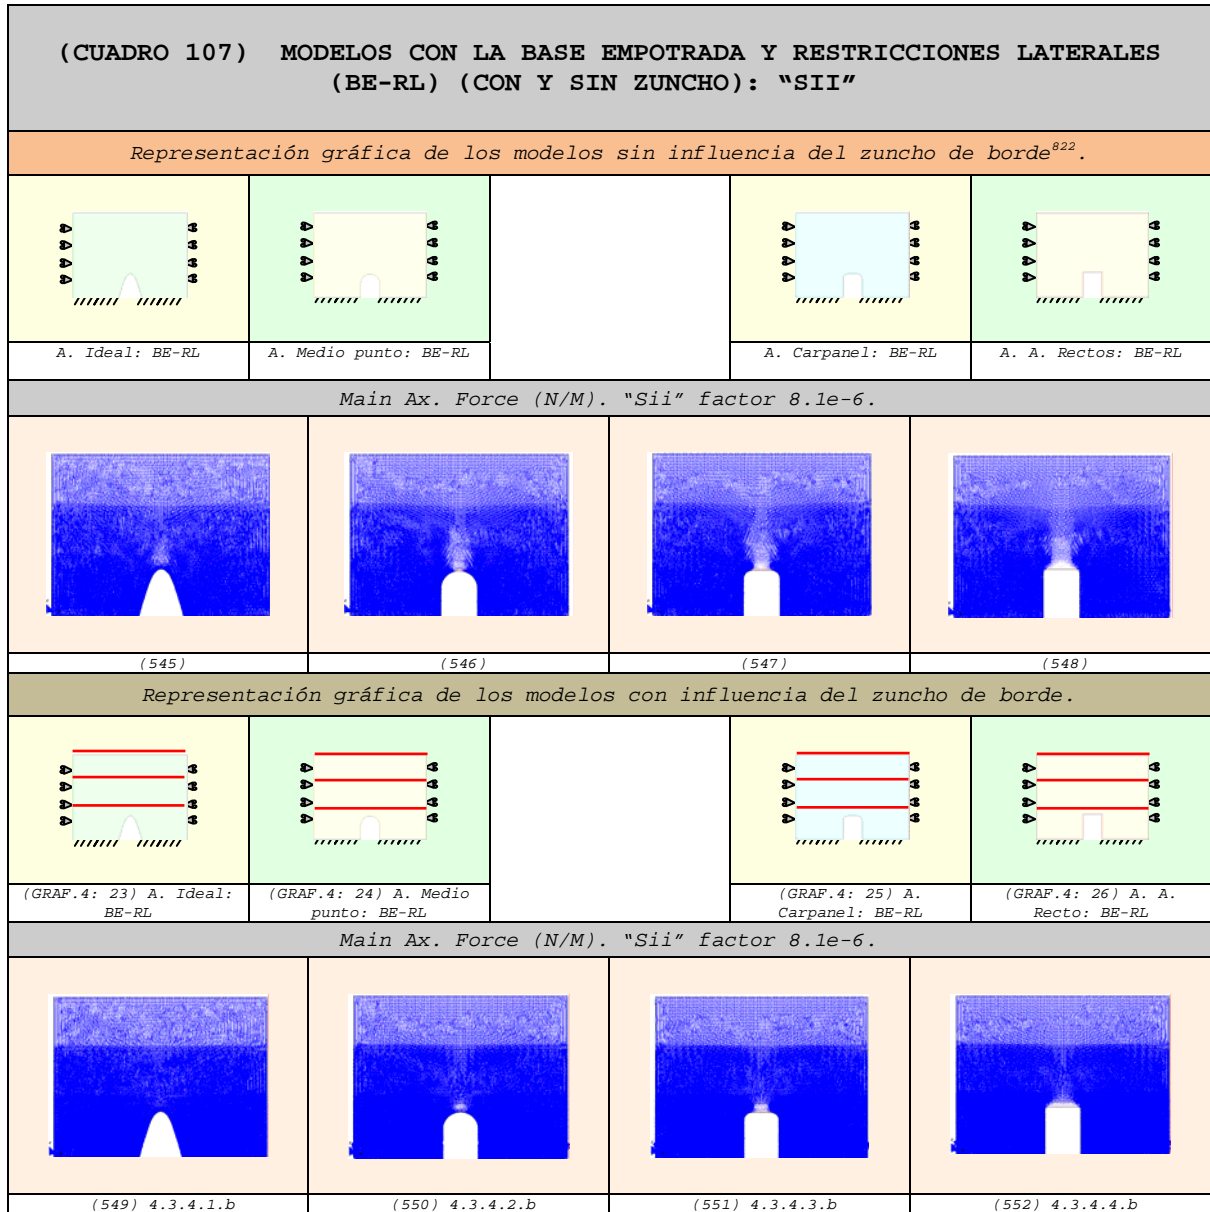 (CUADRO 107)  MODELOS CON LA BASE EMPOTRADA Y RESTRICCIONES LATERALES
(BE-RL) (CON Y SIN ZUNCHO): “SII”
Representación gráfica de los modelos sin influencia del zuncho de borde822.
A. Ideal: BE-RL
A. Medio punto: BE-RL
A. Carpanel: BE-RL
A. A. Rectos: BE-RL
Main Ax. Force (N/M). “Sii” factor 8.1e-6.
(545)
(546)
(547)
(548)
Representación gráfica de los modelos con influencia del zuncho de borde.
(GRAF.4: 23) A. Ideal:
BE-RL
(GRAF.4: 24) A. Medio
punto: BE-RL
(GRAF.4: 25) A.
Carpanel: BE-RL
(GRAF.4: 26) A. A.
Recto: BE-RL
Main Ax. Force (N/M). “Sii” factor 8.1e-6.
(549) 4.3.4.1.b
(550) 4.3.4.2.b
(551) 4.3.4.3.b
(552) 4.3.4.4.b